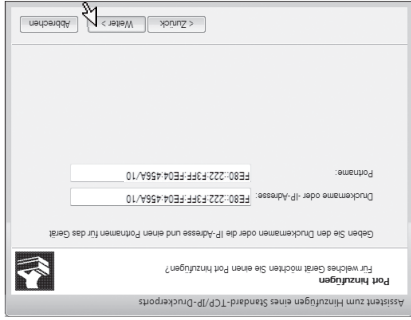 Assistent zum Hinzufügen eines Standard-TCP/IP-Druckerports
Port hinzufügen
Für welches Gerät möchten Sie einen Port hinzufügen?
Geben Sie den Druckernamen oder die IP-Adresse und einen Portnamen für das Gerät
Druckername oder -IP-Adresse: FE80::222:F3FF:FE04:456A/10
Portname: FE80::222:F3FF:FE04:456A/10
< Zurück Weiter > Abbrechen